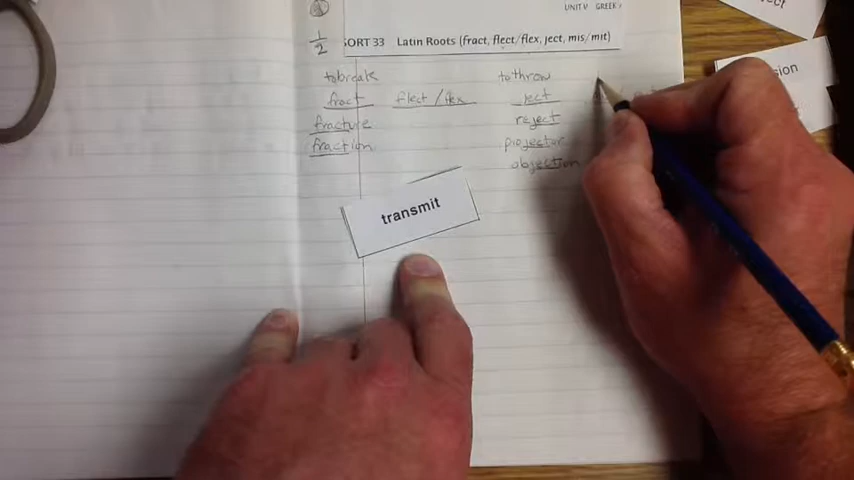 UNIT V GREEK
1/2
SORT 33 Latin Roots (fract, flect/flex, ject, mis/mit)
to break
to throw
fract
flect/flex
ject
fracture
reject
fraction
projector
objection
transmit
ject
sion